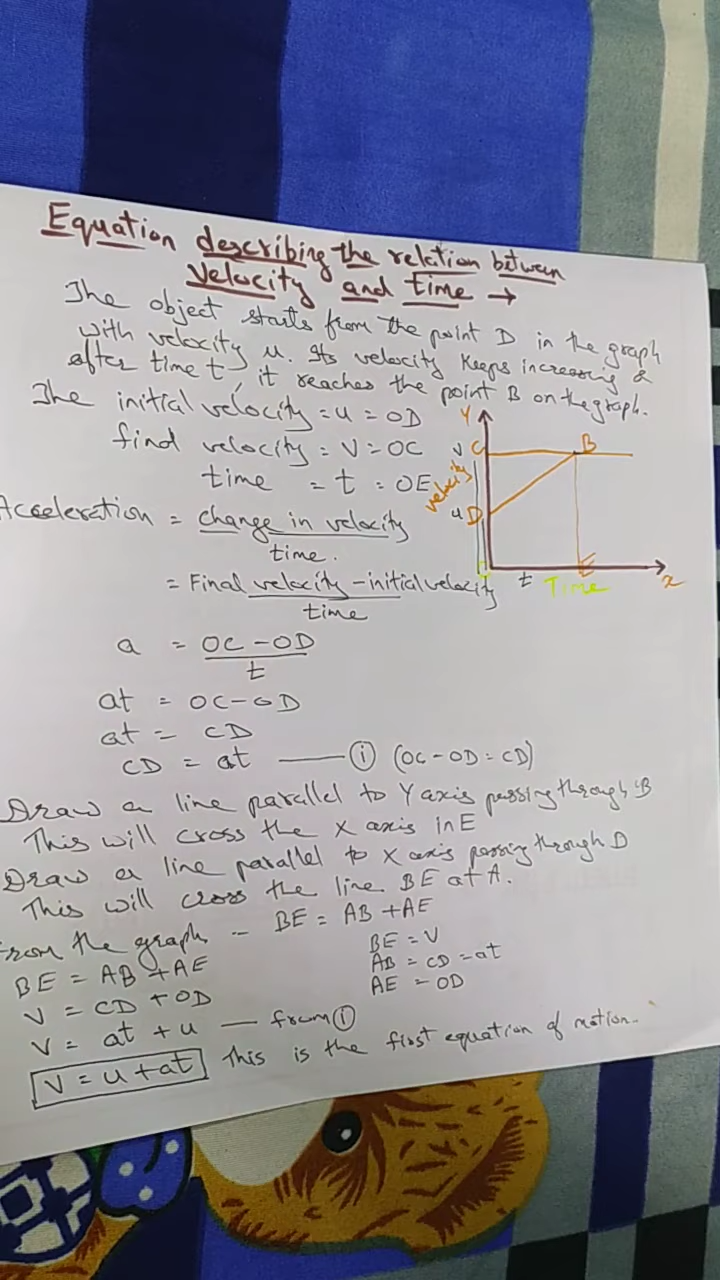 Equation describing the relation between
Velocity and time →
The object starts from the point D in the graph
with velocity u. Its velocity keeps increasing &
after time t, it reaches the point B on the graph.
The initial velocity = u = OD
find velocity = V = OC
time = t = OE
Acceleration = change in velocity
time.
= Final velocity - initial velocity
time
a = OC - OD
t
at = OC - OD
at = CD
CD = at —— (i) (OC - OD = CD)
Y
V C B
velocity
u D
O t Time E x
Draw a line parallel to Y axis passing through B
This will cross the X axis in E
Draw a line parallel to X axis passing through D
This will cross the line BE at A.
From the graph - BE = AB + AE
BE = AB + AE
V = CD + OD
V = at + u — from (i)
BE = V
AB = CD = at
AE = OD
V = u + at This is the first equation of motion.